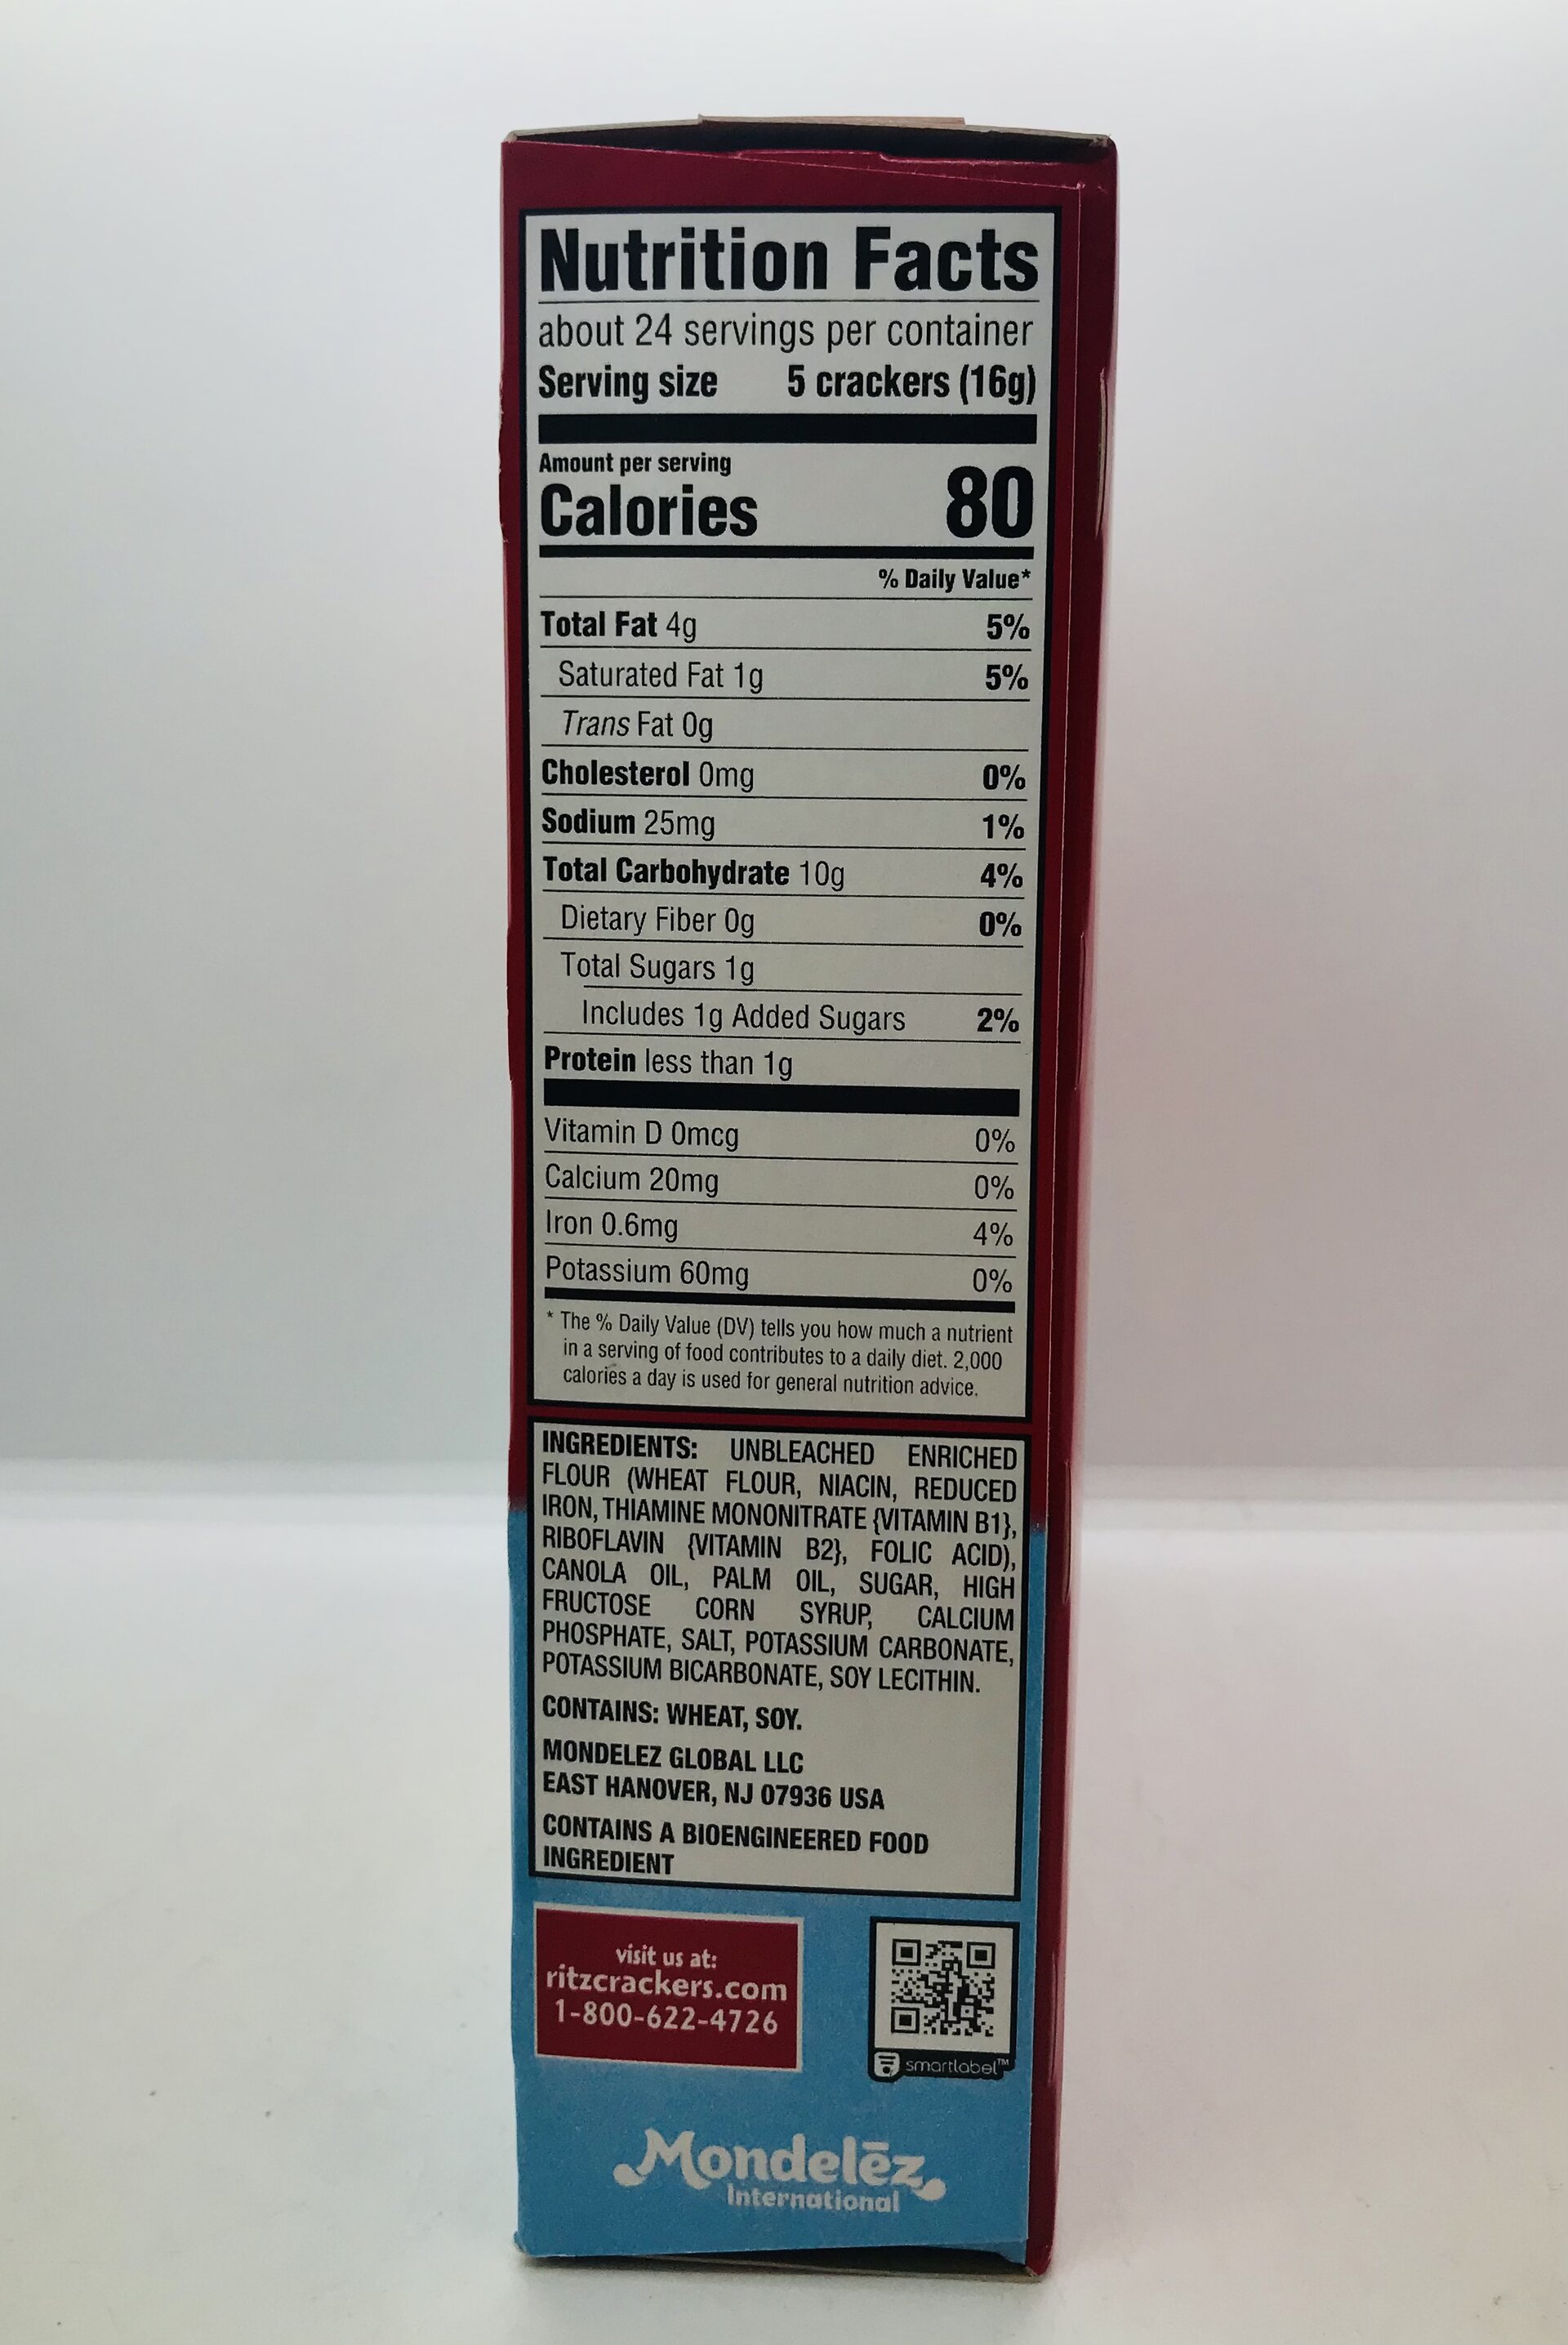 Nutrition Facts
about 24 servings per container
Serving size 5 crackers (16g)
Amount per serving
Calories 80
% Daily Value*
Total Fat 4g 5%
Saturated Fat 1g 5%
Trans Fat 0g
Cholesterol 0mg 0%
Sodium 25mg 1%
Total Carbohydrate 10g 4%
Dietary Fiber 0g 0%
Total Sugars 1g
Includes 1g Added Sugars 2%
Protein less than 1g
Vitamin D 0mcg 0%
Calcium 20mg 0%
Iron 0.6mg 4%
Potassium 60mg 0%
* The % Daily Value (DV) tells you how much a nutrient
in a serving of food contributes to a daily diet. 2,000
calories a day is used for general nutrition advice.
INGREDIENTS: UNBLEACHED ENRICHED
FLOUR (WHEAT FLOUR, NIACIN, REDUCED
IRON, THIAMINE MONONITRATE {VITAMIN B1},
RIBOFLAVIN {VITAMIN B2}, FOLIC ACID),
CANOLA OIL, PALM OIL, SUGAR, HIGH
FRUCTOSE CORN SYRUP, CALCIUM
PHOSPHATE, SALT, POTASSIUM CARBONATE,
POTASSIUM BICARBONATE, SOY LECITHIN.
CONTAINS: WHEAT, SOY.
MONDELEZ GLOBAL LLC
EAST HANOVER, NJ 07936 USA
CONTAINS A BIOENGINEERED FOOD
INGREDIENT
visit us at:
ritzcrackers.com
1-800-622-4726
smartlabel™
Mondelēz
International